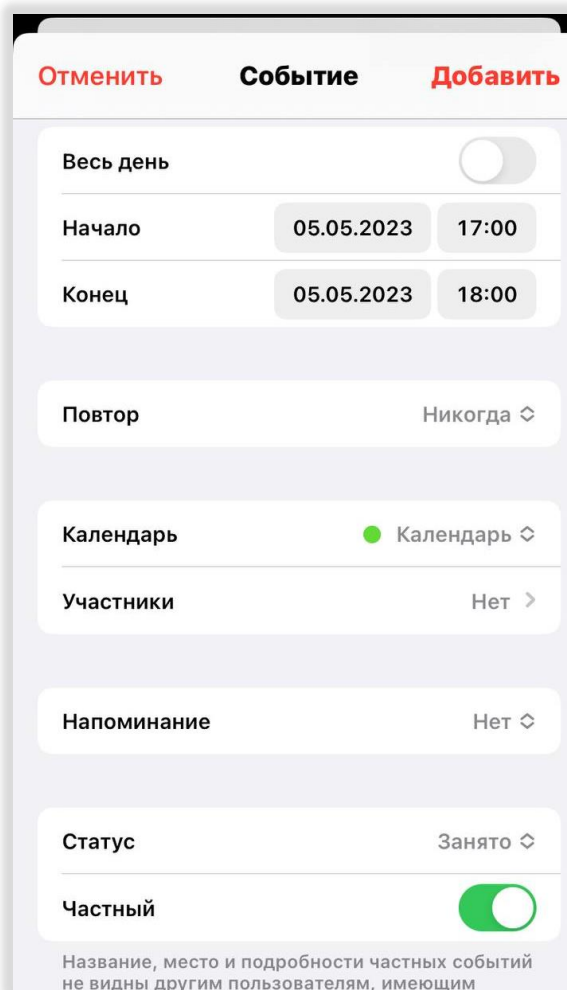 Отменить Событие Добавить
Весь день
Начало 05.05.2023 17:00
Конец 05.05.2023 18:00
Повтор Никогда
Календарь Календарь
Участники Нет
Напоминание Нет
Статус Занято
Частный
Название, место и подробности частных событий
не видны другим пользователям, имеющим